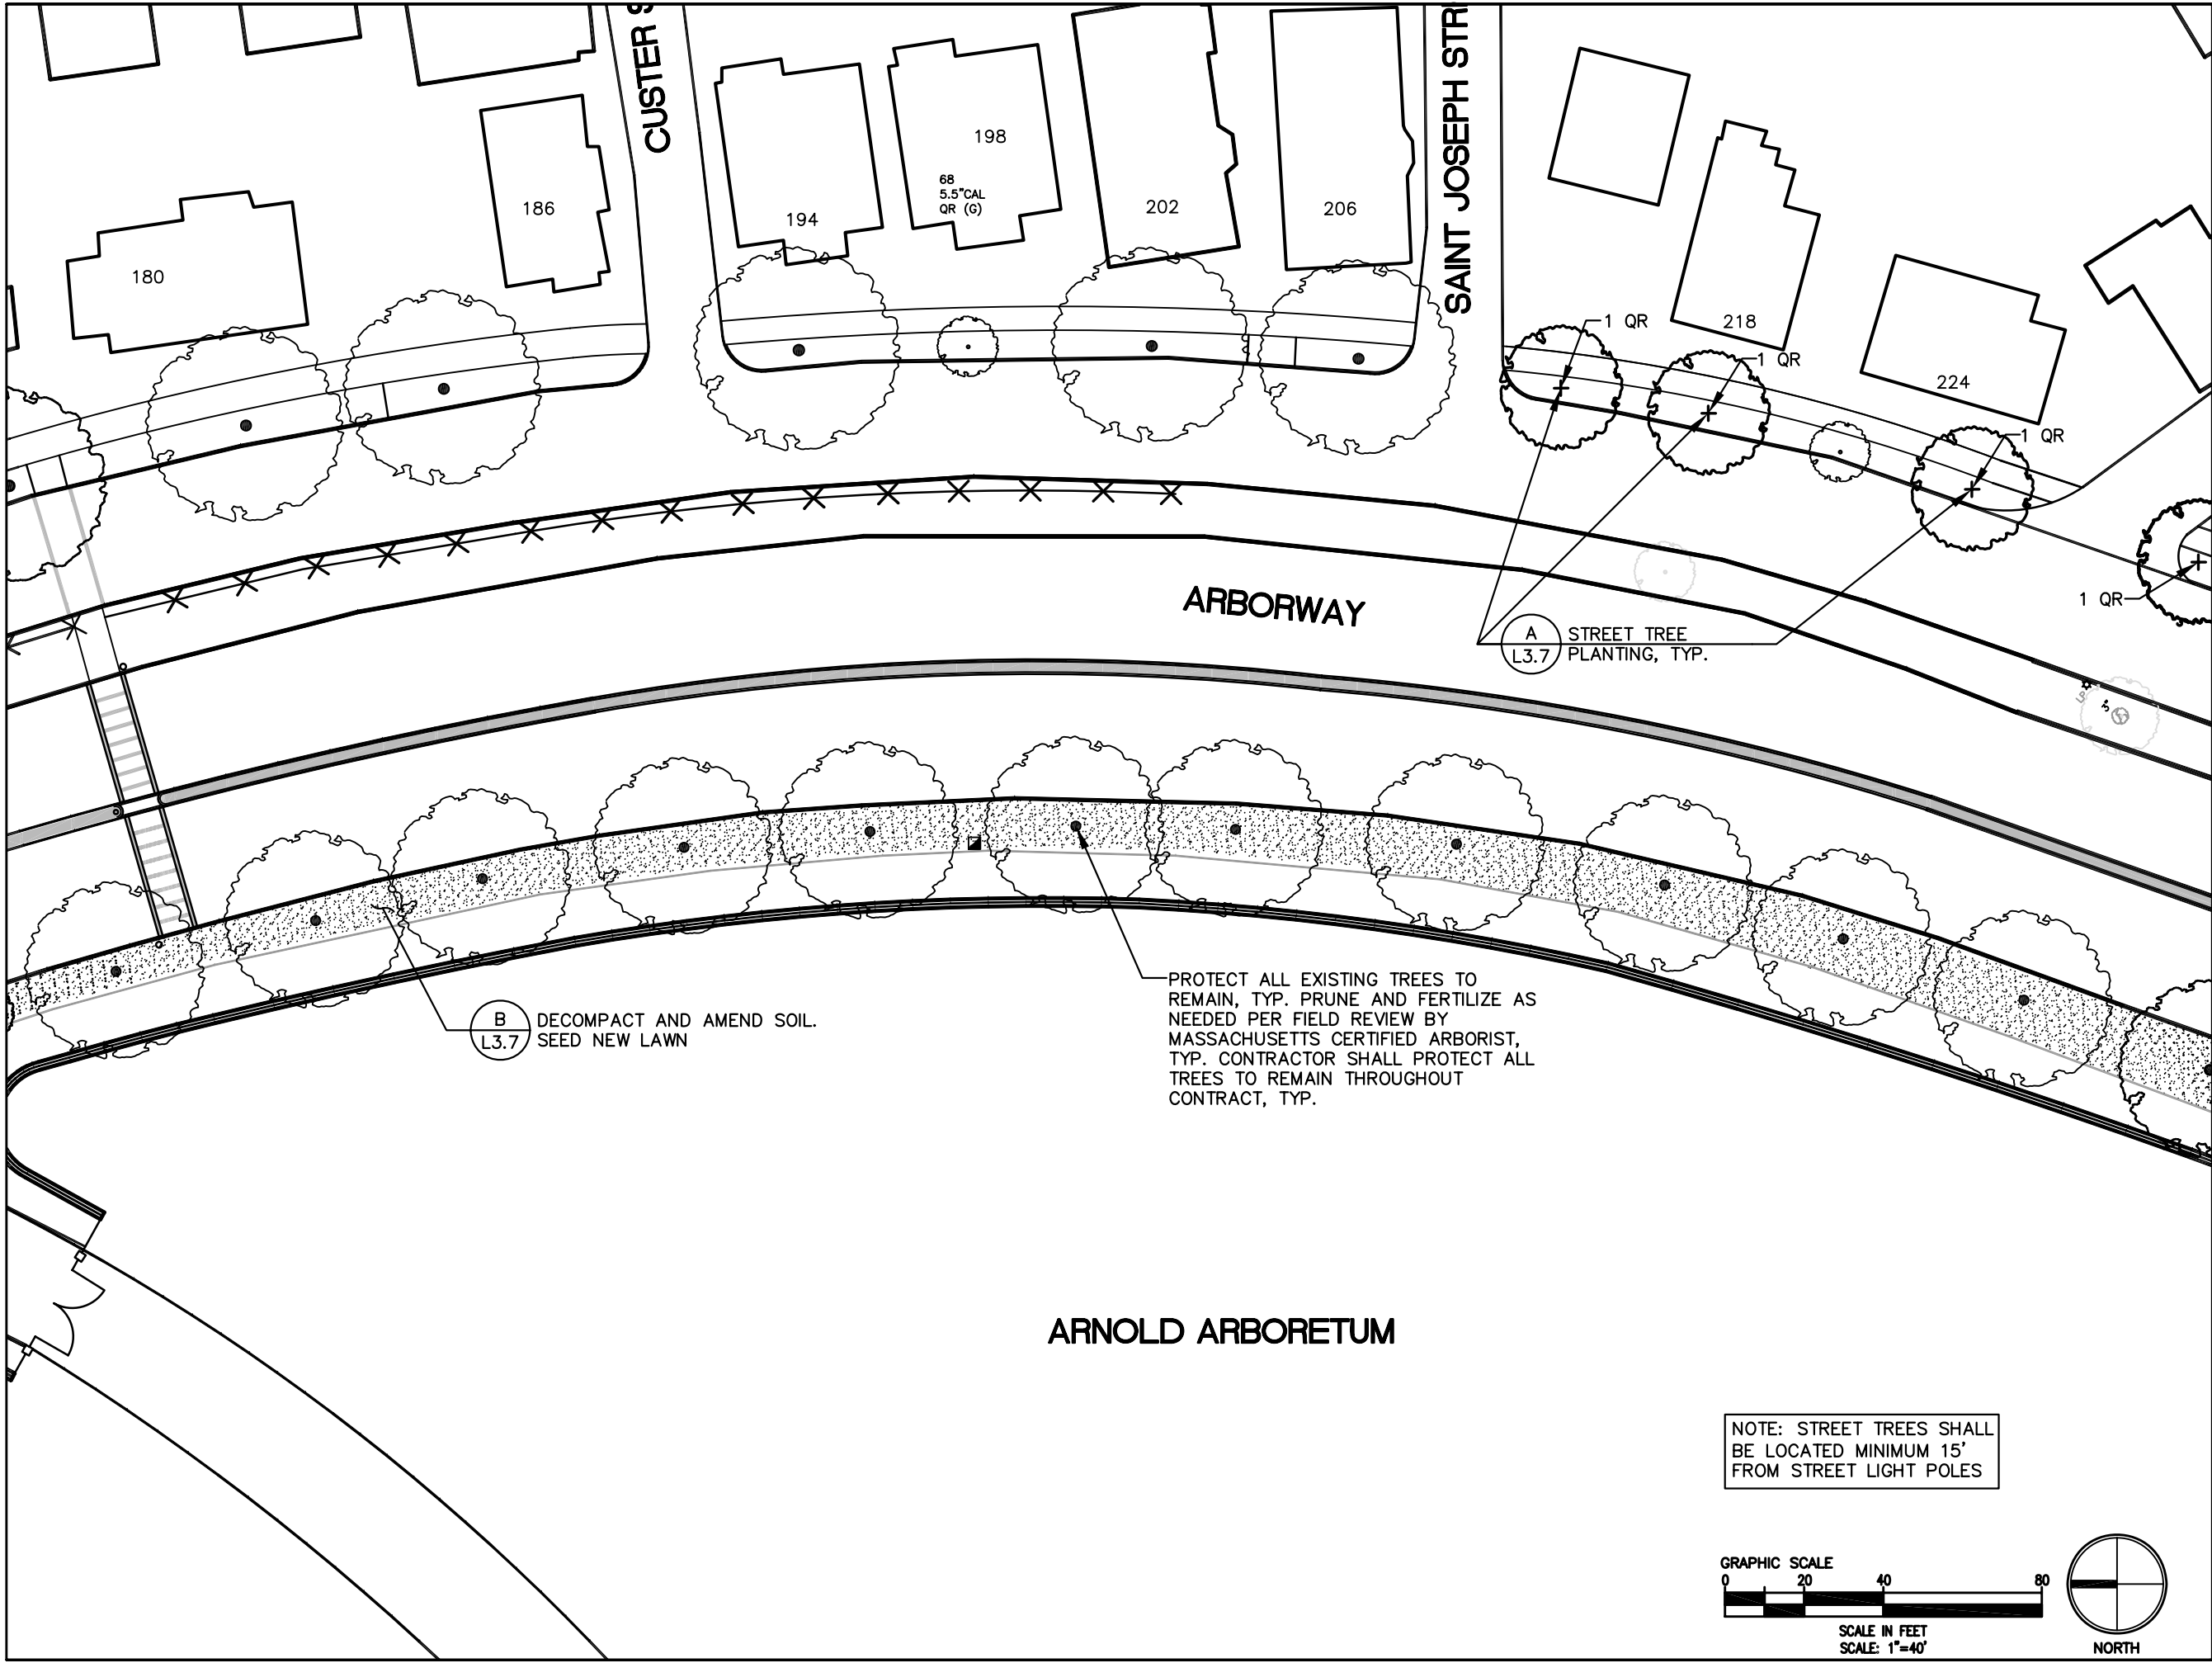 CUSTER S
SAINT JOSEPH STR
198
68
5.5"CAL
QR (G)
186
194
202
206
180
1 QR
218
1 QR
224
1 QR
1 QR
ARBORWAY
A
L3.7
STREET TREE
PLANTING, TYP.
LP
3"
B
L3.7
DECOMPACT AND AMEND SOIL.
SEED NEW LAWN
PROTECT ALL EXISTING TREES TO
REMAIN, TYP. PRUNE AND FERTILIZE AS
NEEDED PER FIELD REVIEW BY
MASSACHUSETTS CERTIFIED ARBORIST,
TYP. CONTRACTOR SHALL PROTECT ALL
TREES TO REMAIN THROUGHOUT
CONTRACT, TYP.
ARNOLD ARBORETUM
NOTE: STREET TREES SHALL
BE LOCATED MINIMUM 15'
FROM STREET LIGHT POLES
GRAPHIC SCALE
0 20 40 80
SCALE IN FEET
SCALE: 1"=40'
NORTH